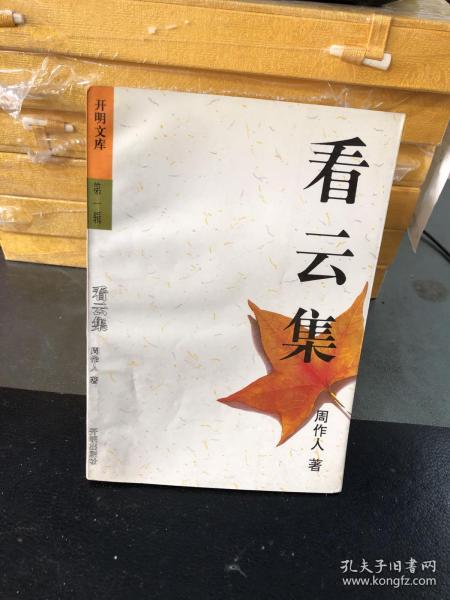 开明文库
第一辑
看云集
周作人 著
开明出版社
看云集
周作人 著
孔夫子旧书网
www.kongfz.com